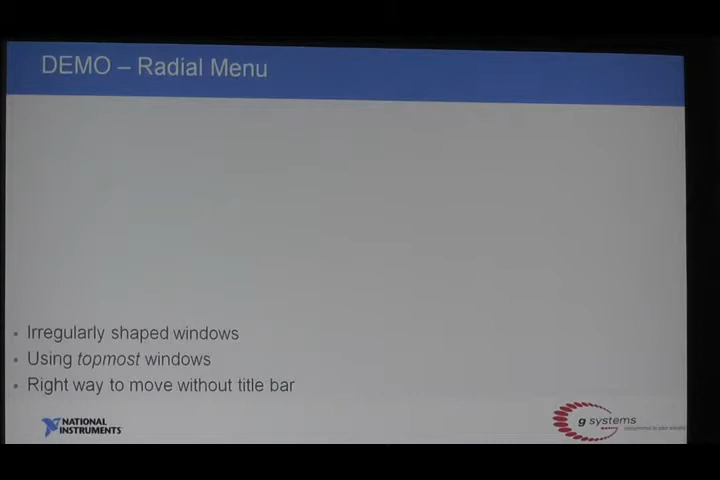 DEMO – Radial Menu
• Irregularly shaped windows
• Using topmost windows
• Right way to move without title bar
NATIONAL
INSTRUMENTS
g systems